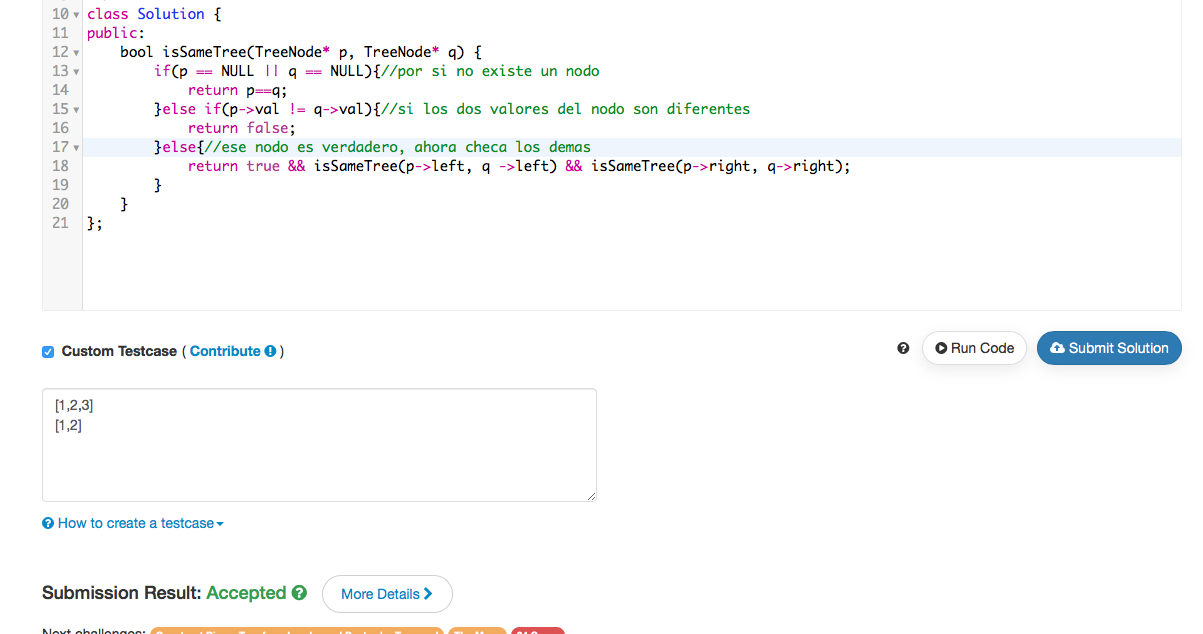 10 class Solution {
11 public:
12 bool isSameTree(TreeNode* p, TreeNode* q) {
13 if(p == NULL || q == NULL){//por si no existe un nodo
14 return p==q;
15 }else if(p->val != q->val){//si los dos valores del nodo son diferentes
16 return false;
17 }else{//ese nodo es verdadero, ahora checa los demas
18 return true && isSameTree(p->left, q ->left) && isSameTree(p->right, q->right);
19 }
20 }
21 };
Custom Testcase ( Contribute ! )
? Run Code Submit Solution
[1,2,3]
[1,2]
? How to create a testcase
Submission Result: Accepted ? More Details
Next challenges: